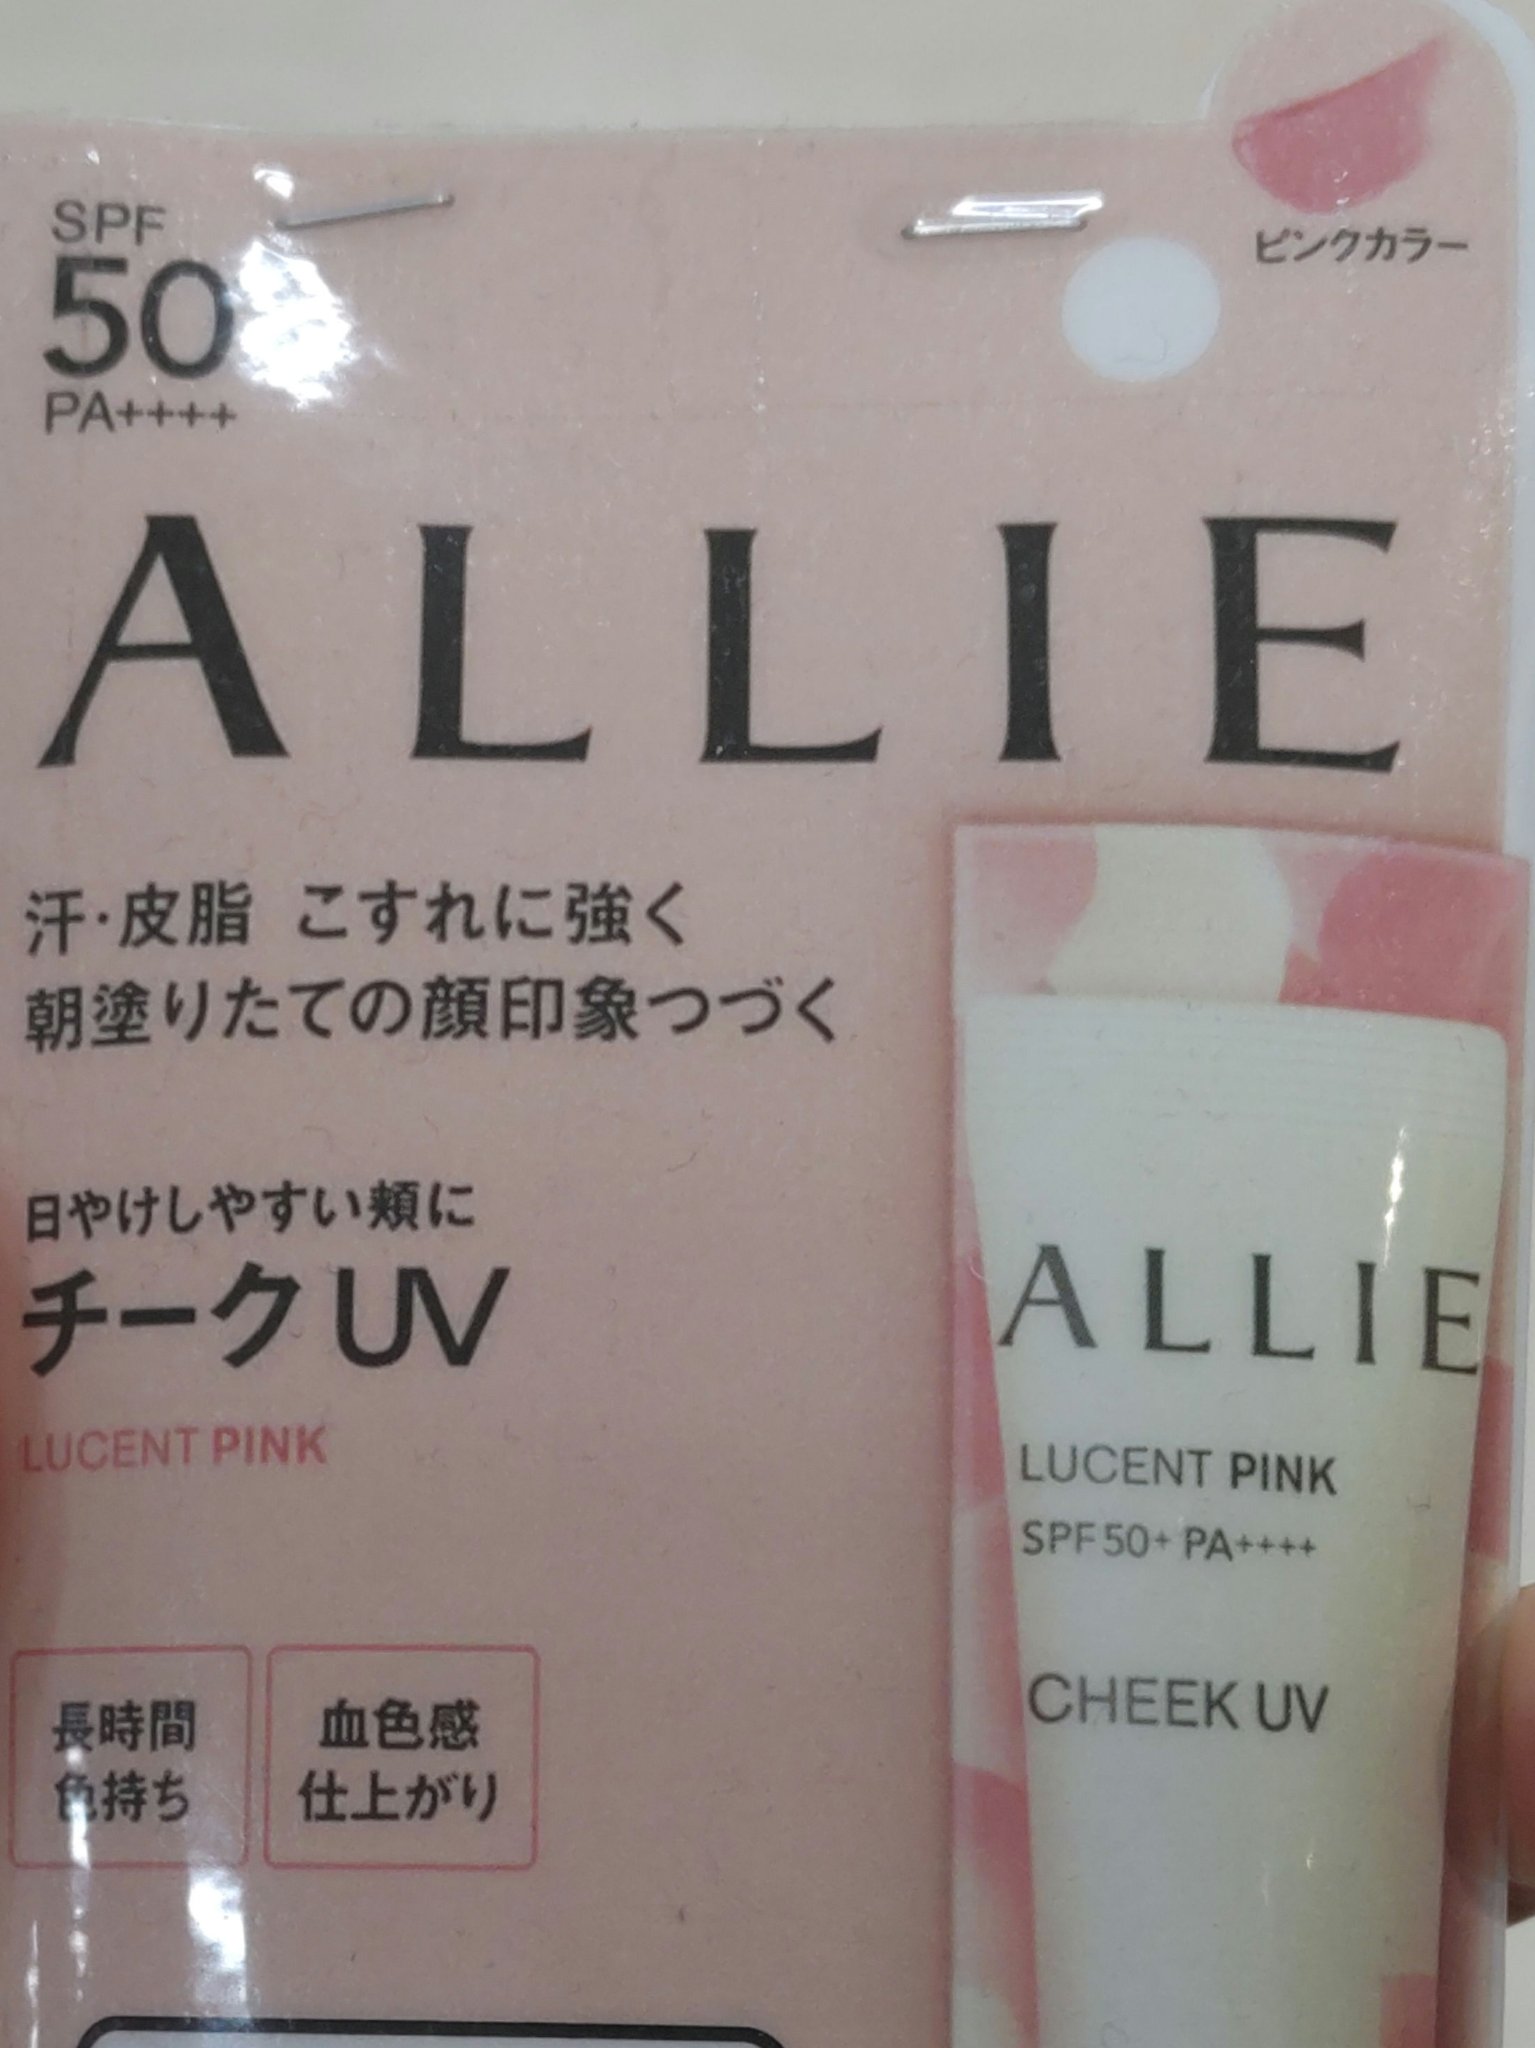 SPF
50
PA++++
ピンクカラー
ALLIE
汗・皮脂 こすれに強く
朝塗りたての顔印象つづく
日やけしやすい頬に
チークUV
LUCENT PINK
長時間
色持ち
血色感
仕上がり
ALLIE
LUCENT PINK
SPF50+ PA++++
CHEEK UV